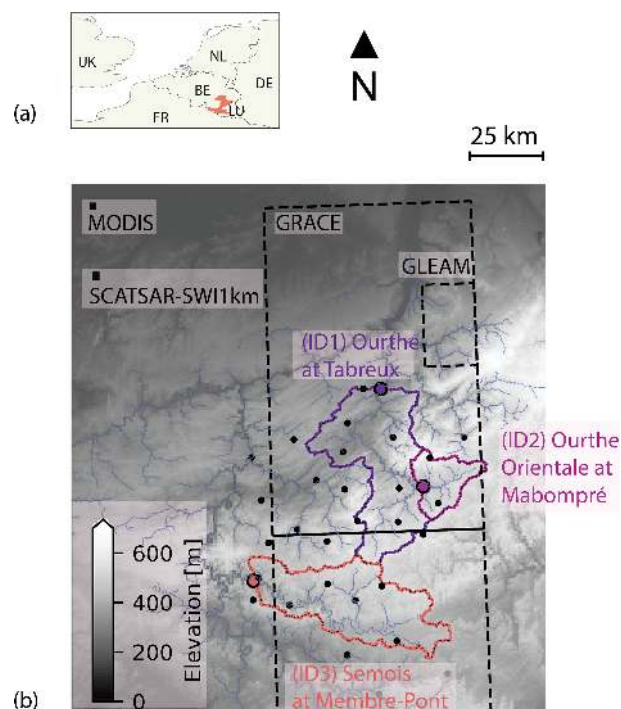 UK
NL
DE
BE
LU
FR
(a)
N
25 km
MODIS
GRACE
GLEAM
SCATSAR-SWI1km
(ID1) Ourthe
at Tabreux
(ID2) Ourthe
Orientale at
Mabompré
600
400
200
0
Elevation [m]
(ID3) Semois
at Membre-Pont
(b)